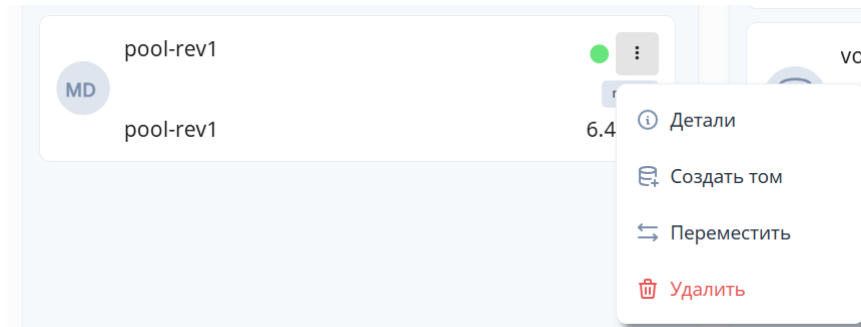 pool-rev1
MD
pool-rev1
6.4
vo
Детали
Создать том
Переместить
Удалить